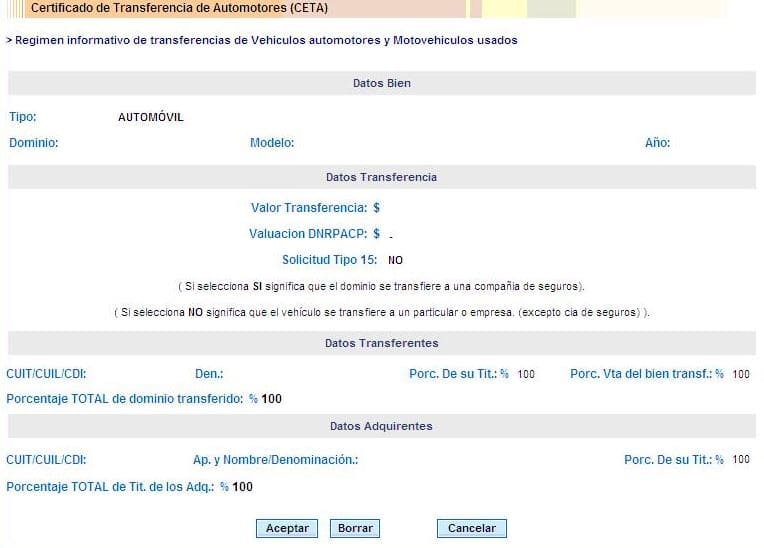 Certificado de Transferencia de Automotores (CETA)
> Regimen informativo de transferencias de Vehiculos automotores y Motovehiculos usados
Datos Bien
Tipo: AUTOMÓVIL
Dominio: Modelo: Año:
Datos Transferencia
Valor Transferencia: $
Valuacion DNRPACP: $ .
Solicitud Tipo 15: NO
( Si selecciona SI significa que el dominio se transfiere a una compañia de seguros).
( Si selecciona NO significa que el vehículo se transfiere a un particular o empresa. (excepto cia de seguros) ).
Datos Transferentes
CUIT/CUIL/CDI: Den.: Porc. De su Tit.: % 100 Porc. Vta del bien transf.: % 100
Porcentaje TOTAL de dominio transferido: % 100
Datos Adquirentes
CUIT/CUIL/CDI: Ap. y Nombre/Denominación.: Porc. De su Tit.: % 100
Porcentaje TOTAL de Tit. de los Adq.: % 100
Aceptar Borrar Cancelar